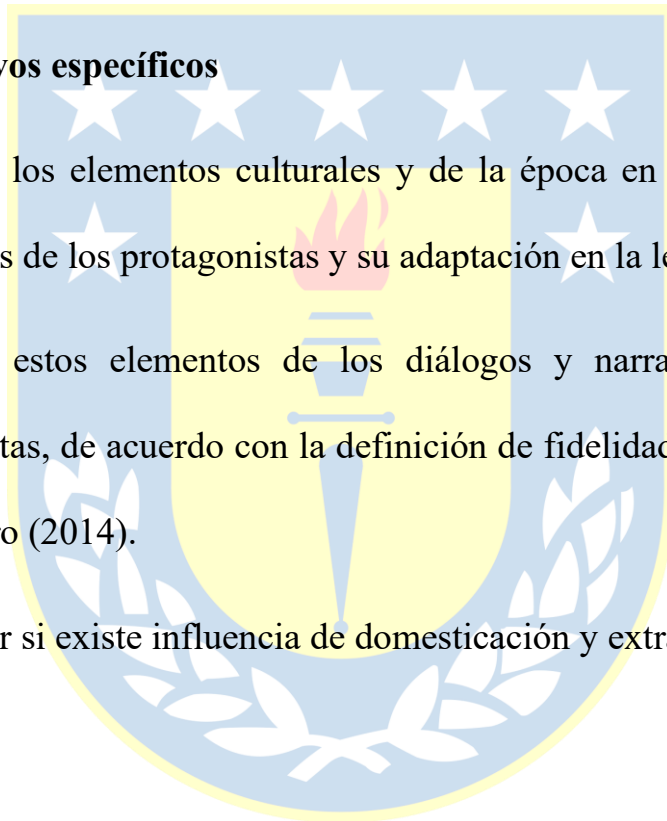 vos específicos
los elementos culturales y de la época en
s de los protagonistas y su adaptación en la le
estos elementos de los diálogos y narra
tas, de acuerdo con la definición de fidelidad
ro (2014).
r si existe influencia de domesticación y extra